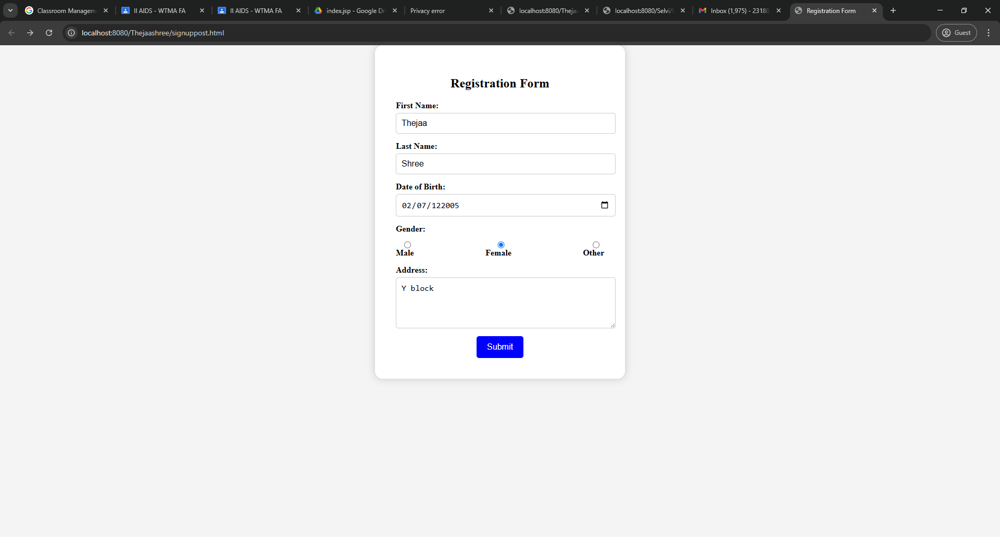 Classroom Managem
II AIDS - WTMA FA
II AIDS - WTMA FA
index.jsp - Google Dri
Privacy error
localhost:8080/Thejaa
localhost:8080/Selvi/
Inbox (1,975) - 23180
Registration Form
localhost:8080/Thejaashree/signuppost.html
Guest
Registration Form
First Name:
Thejaa
Last Name:
Shree
Date of Birth:
02/07/122005
Gender:
Male Female Other
Address:
Y block
Submit